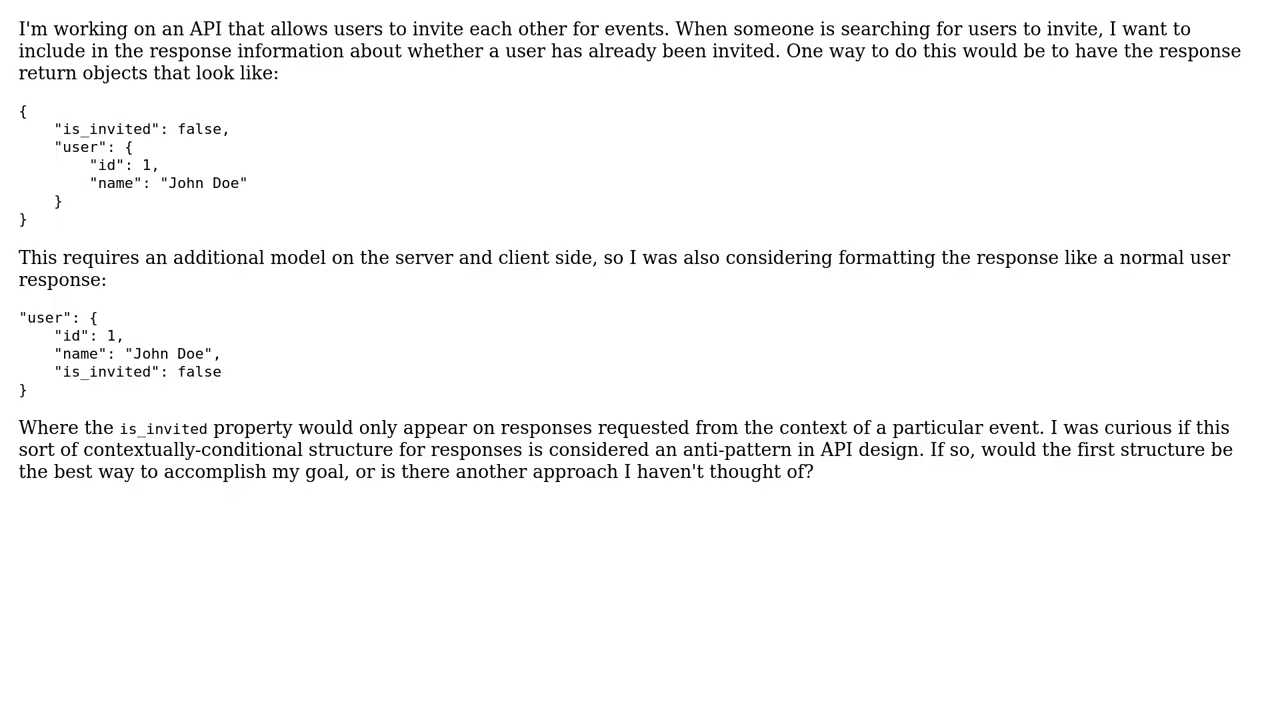 I'm working on an API that allows users to invite each other for events. When someone is searching for users to invite, I want to
include in the response information about whether a user has already been invited. One way to do this would be to have the response
return objects that look like:
{
    "is_invited": false,
    "user": {
        "id": 1,
        "name": "John Doe"
    }
}
This requires an additional model on the server and client side, so I was also considering formatting the response like a normal user
response:
"user": {
    "id": 1,
    "name": "John Doe",
    "is_invited": false
}
Where the is_invited property would only appear on responses requested from the context of a particular event. I was curious if this
sort of contextually-conditional structure for responses is considered an anti-pattern in API design. If so, would the first structure be
the best way to accomplish my goal, or is there another approach I haven't thought of?